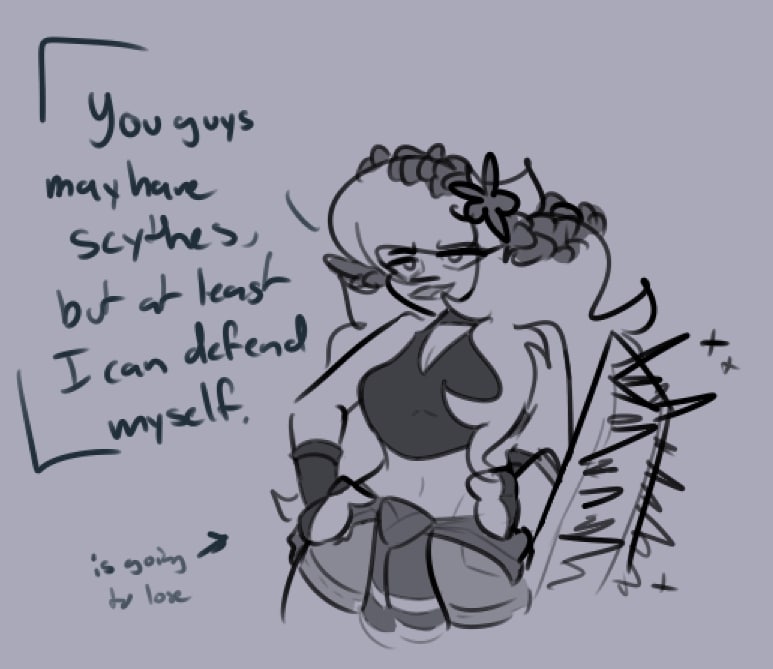 You guys
may have
scythes,
but at least
I can defend
myself.
is going
to lose